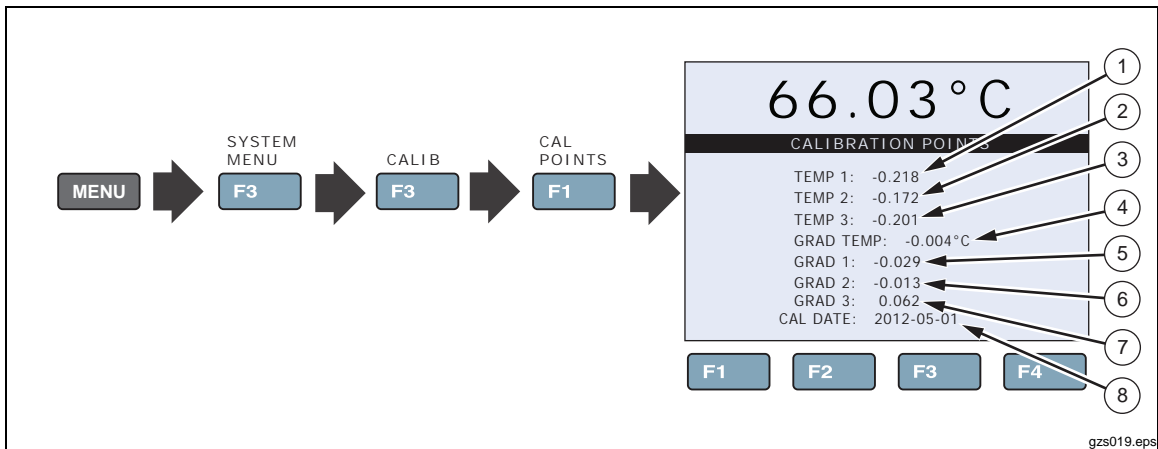 MENU
SYSTEM
MENU
F3
CALIB
F3
CAL
POINTS
F1
66.03°C
CALIBRATION POINTS
TEMP 1: -0.218
TEMP 2: -0.172
TEMP 3: -0.201
GRAD TEMP: -0.004°C
GRAD 1: -0.029
GRAD 2: -0.013
GRAD 3: 0.062
CAL DATE: 2012-05-01
F1 F2 F3 F4
1
2
3
4
5
6
7
8
gzs019.eps